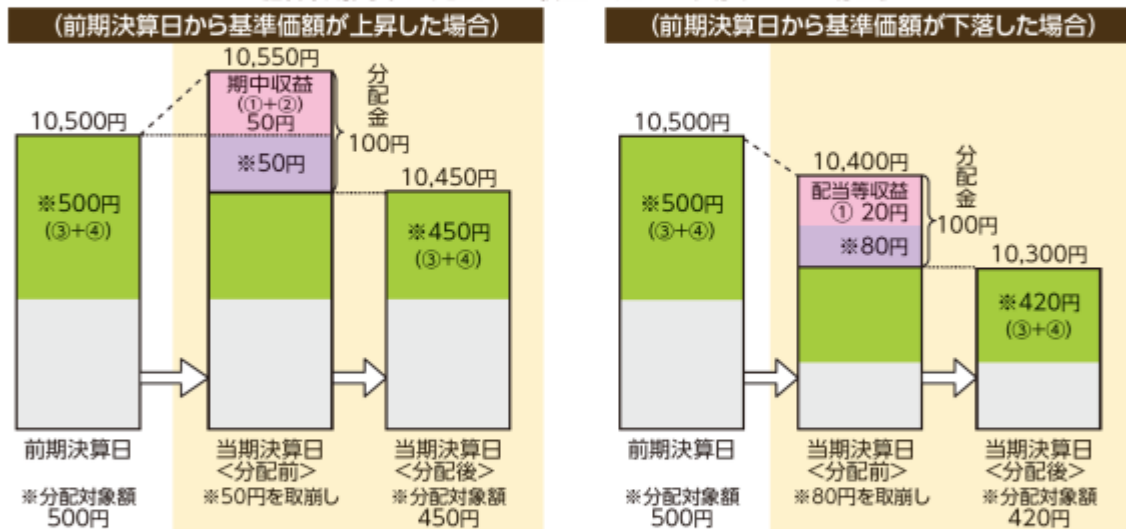 (前期決算日から基準価額が上昇した場合)
10,550円
期中収益
(①+②)
50円
※50円
分配金
100円
10,500円
※500円
(③+④)
10,450円
※450円
(③+④)
前期決算日
※分配対象額
500円
当期決算日
<分配前>
※50円を取崩し
当期決算日
<分配後>
※分配対象額
450円
(前期決算日から基準価額が下落した場合)
10,500円
※500円
(③+④)
10,400円
配当等収益
① 20円
※80円
分配金
100円
10,300円
※420円
(③+④)
前期決算日
※分配対象額
500円
当期決算日
<分配前>
※80円を取崩し
当期決算日
<分配後>
※分配対象額
420円